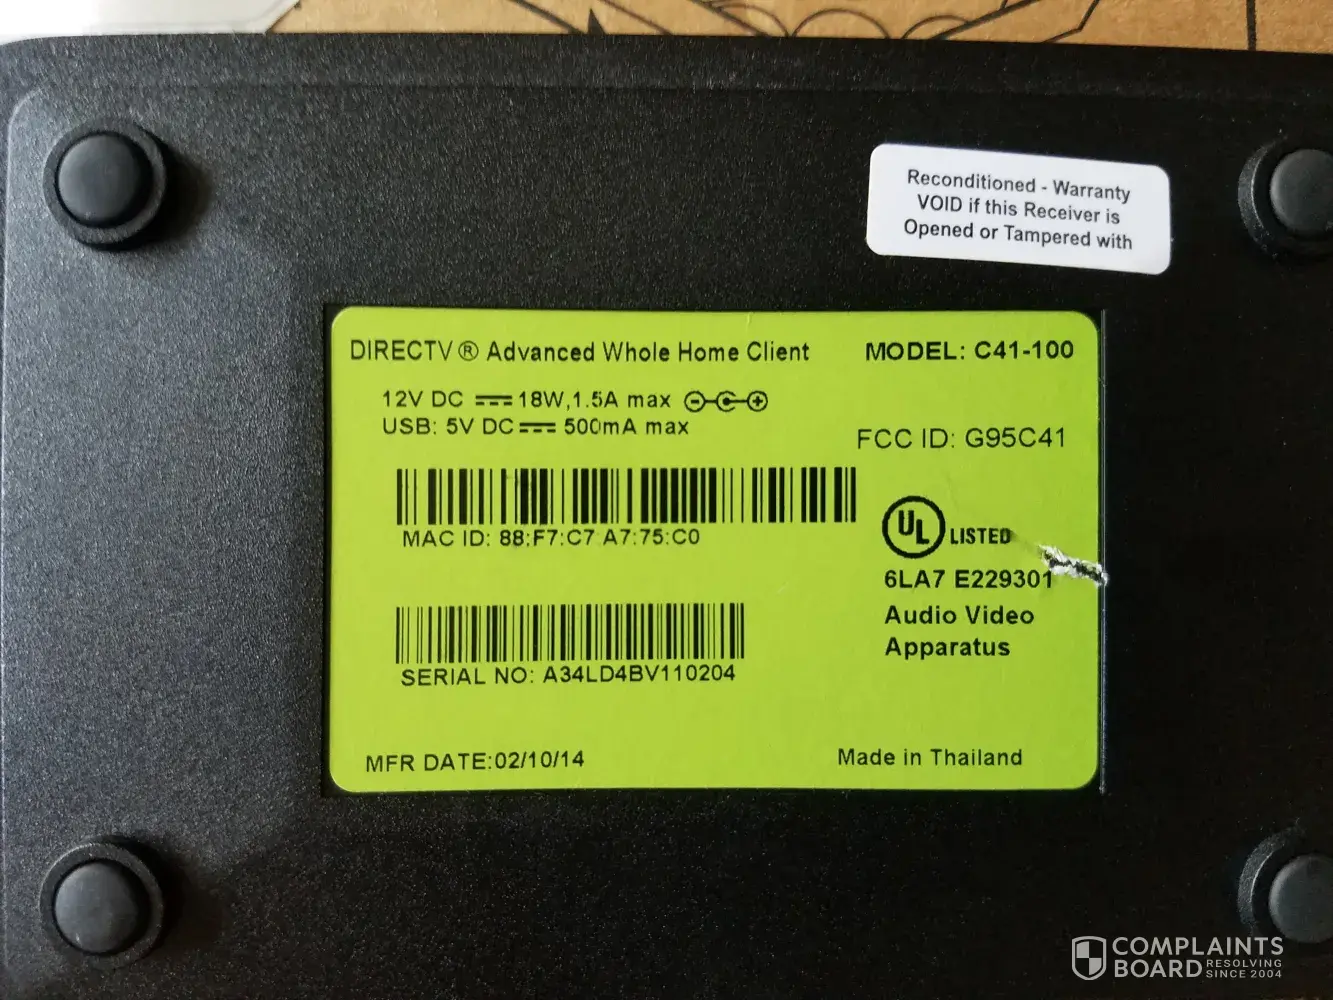 Reconditioned - Warranty
VOID if this Receiver is
Opened or Tampered with
DIRECTV® Advanced Whole Home Client
MODEL: C41-100
12V DC ⎓ 18W,1.5A max
USB: 5V DC ⎓ 500mA max
FCC ID: G95C41
MAC ID: 88:F7:C7 A7:75:C0
UL LISTED
6LA7 E229301
Audio Video
Apparatus
SERIAL NO: A34LD4BV110204
MFR DATE:02/10/14
Made in Thailand
COMPLAINTS
BOARD RESOLVING
SINCE 2004